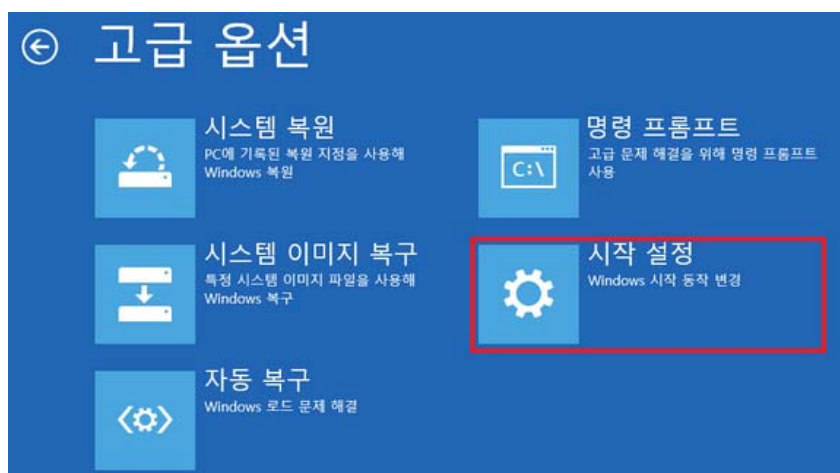 고급 옵션
시스템 복원
PC에 기록된 복원 지점을 사용해
Windows 복원
명령 프롬프트
고급 문제 해결을 위해 명령 프롬프트
사용
C:\
시스템 이미지 복구
특정 시스템 이미지 파일을 사용해
Windows 복구
시작 설정
Windows 시작 동작 변경
자동 복구
Windows 로드 문제 해결